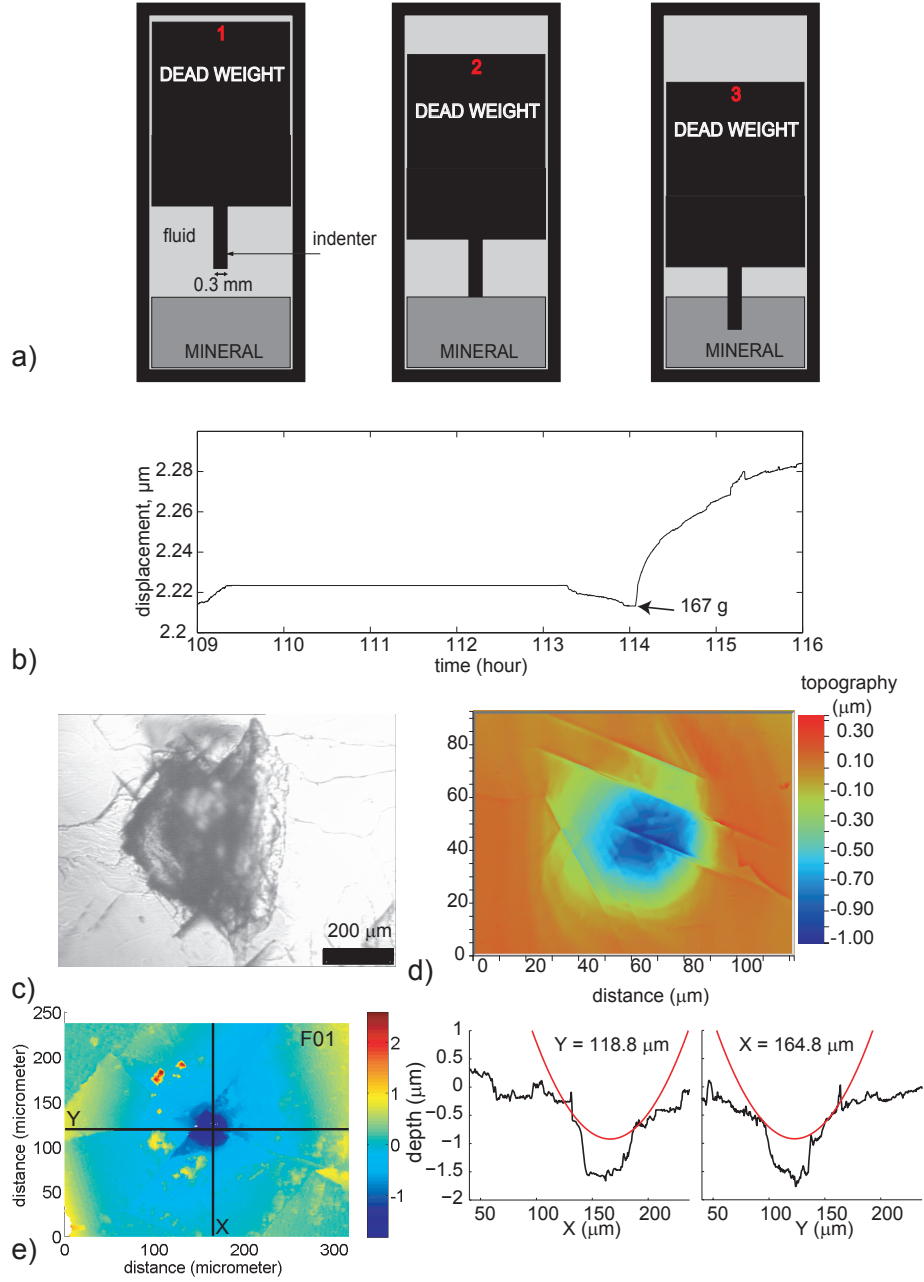 1
DEAD WEIGHT
2
DEAD WEIGHT
3
DEAD WEIGHT
fluid
indenter
0.3 mm
MINERAL
MINERAL
MINERAL
a)
displacement, µm
2.28
2.26
2.24
2.22
2.2
167 g
109 110 111 112 113 114 115 116
time (hour)
b)
200 µm
c)
topography
(µm)
0.30
-0.10
-0.30
-0.50
-0.70
-0.90
-1.00
80
60
40
20
0
0 20 40 60 80 100
distance (µm)
d)
250
200
150
100
50
0
distance (micrometer)
F01
Y
X
0 100 200 300
distance (micrometer)
2
1
0
-1
depth (µm)
e)
1
0
−0.5
−1
−1.5
−2
Y = 118.8 µm
50 100 150 200
X (µm)
X = 164.8 µm
50 100 150 200
Y (µm)